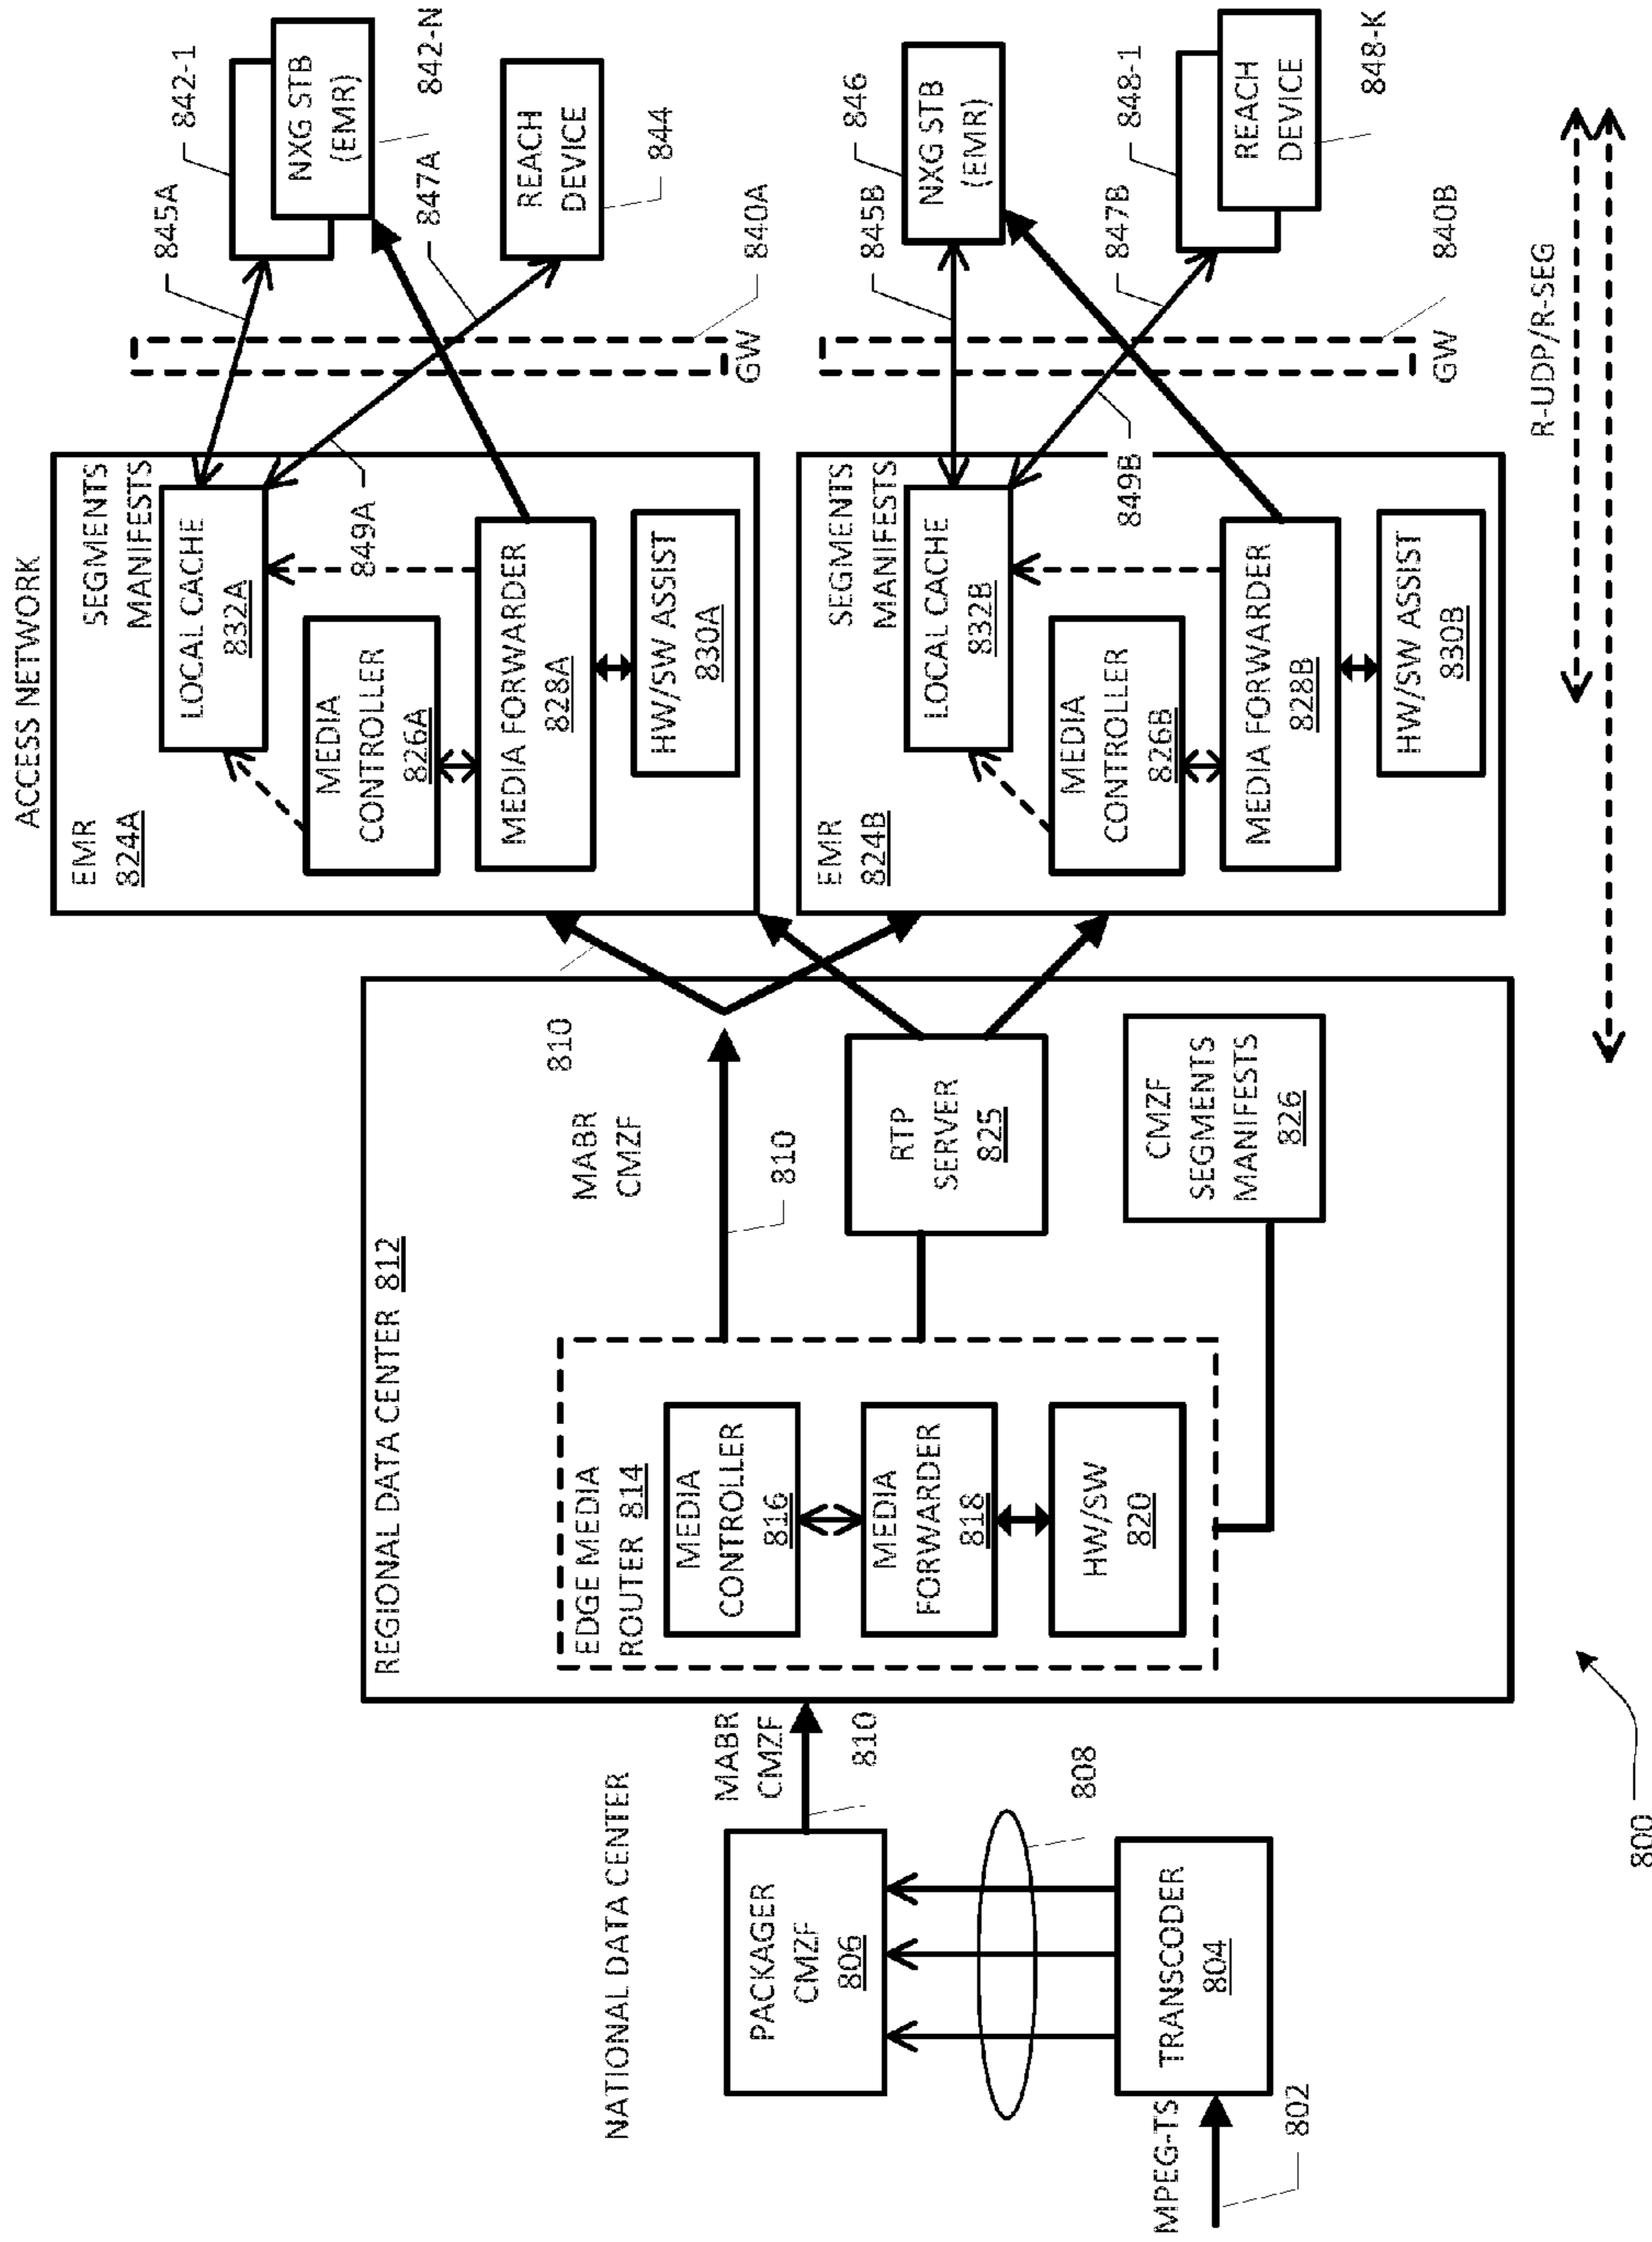 NATIONAL DATA CENTER
MPEG-TS
802
TRANSCODER
804
808
PACKAGER
CMZF
806
MABR
CMZF
810
REGIONAL DATA CENTER 812
EDGE MEDIA
ROUTER 814
MEDIA
CONTROLLER
816
MEDIA
FORWARDER
818
HW/SW
820
810
MABR
CMZF
810
RTP
SERVER
825
CMZF
SEGMENTS
MANIFESTS
826
ACCESS NETWORK
EMR
824A
SEGMENTS
MANIFESTS
LOCAL CACHE
832A
MEDIA
CONTROLLER
826A
849A
MEDIA FORWARDER
828A
HW/SW ASSIST
830A
EMR
824B
SEGMENTS
MANIFESTS
LOCAL CACHE
832B
MEDIA
CONTROLLER
826B
849B
MEDIA FORWARDER
828B
HW/SW ASSIST
830B
845A
842-1
NXG STB
(EMR)
842-N
847A
REACH
DEVICE
844
840A
GW
845B
846
NXG STB
(EMR)
847B
848-1
REACH
DEVICE
848-K
840B
GW
R-UDP/R-SEG
800